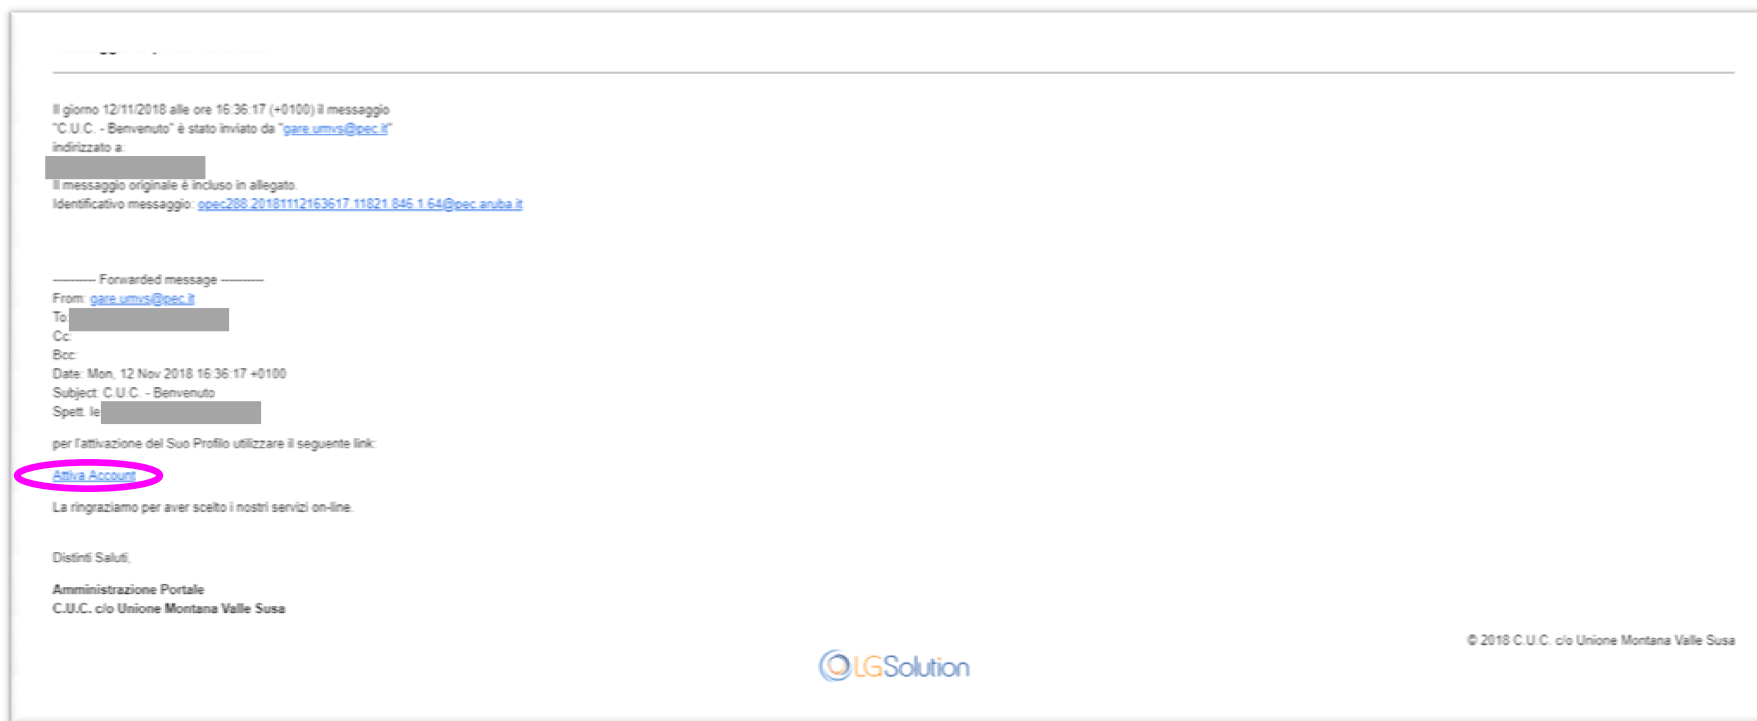 Il giorno 12/11/2018 alle ore 16:36:17 (+0100) il messaggio
"C.U.C. - Benvenuto" è stato inviato da "gare.umvs@pec.it"
indirizzato a:
Il messaggio originale è incluso in allegato.
Identificativo messaggio: opec288.20181112163617.11821.846.1.64@pec.aruba.it
---------- Forwarded message ----------
From: gare.umvs@pec.it
To
Cc:
Bcc:
Date: Mon, 12 Nov 2018 16:36:17 +0100
Subject: C.U.C. - Benvenuto
Spett. le
per l'attivazione del Suo Profilo utilizzare il seguente link:
Attiva Account
La ringraziamo per aver scelto i nostri servizi on-line.
Distinti Saluti,
Amministrazione Portale
C.U.C. c/o Unione Montana Valle Susa
© 2018 C.U.C. c/o Unione Montana Valle Susa
LGSolution